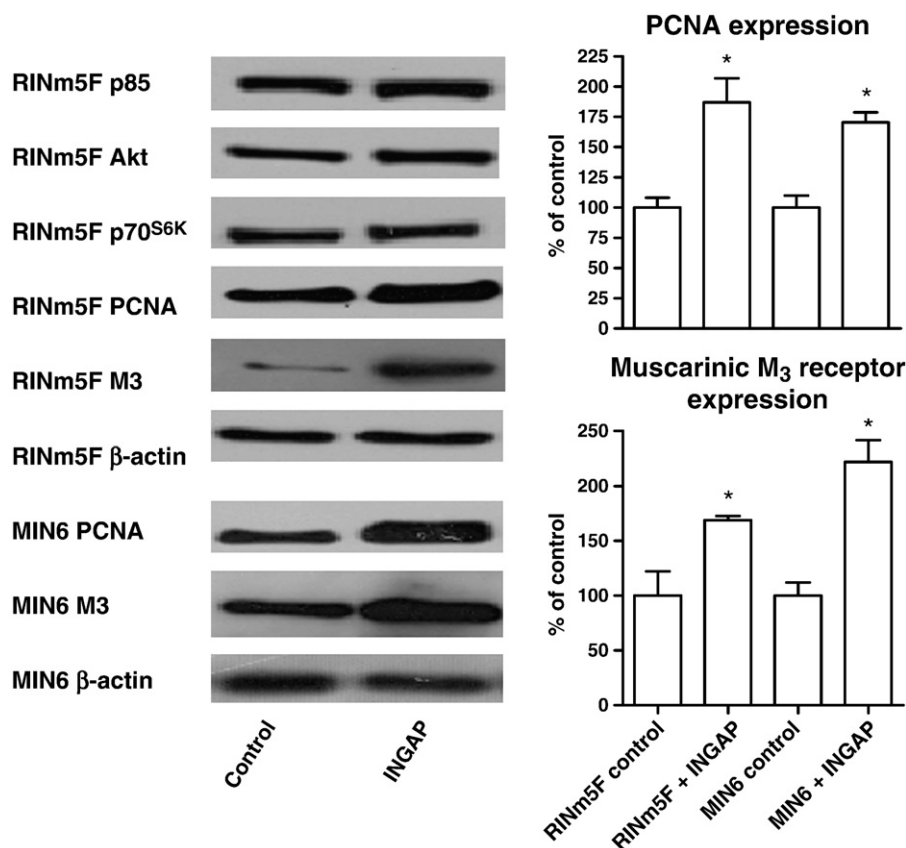 RINm5F p85
RINm5F Akt
RINm5F p70S6K
RINm5F PCNA
RINm5F M3
RINm5F β-actin
MIN6 PCNA
MIN6 M3
MIN6 β-actin
Control
INGAP
PCNA expression
% of control
225
200
175
150
125
100
75
50
25
0
*
*
Muscarinic M3 receptor
expression
% of control
250
200
150
100
50
0
*
*
RINm5F control
RINm5F + INGAP
MIN6 control
MIN6 + INGAP